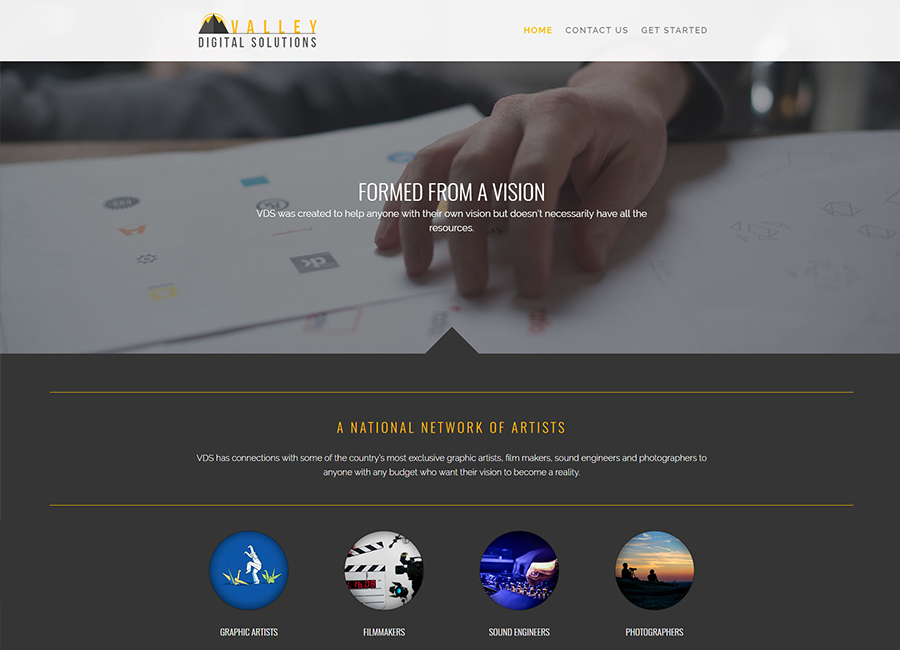 VALLEY
DIGITAL SOLUTIONS
HOME CONTACT US GET STARTED
FORMED FROM A VISION
VDS was created to help anyone with their own vision but doesn't necessarily have all the
resources.
dk
A NATIONAL NETWORK OF ARTISTS
VDS has connections with some of the country's most exclusive graphic artists, film makers, sound engineers and photographers to
anyone with any budget who want their vision to become a reality.
GRAPHIC ARTISTS FILMMAKERS SOUND ENGINEERS PHOTOGRAPHERS